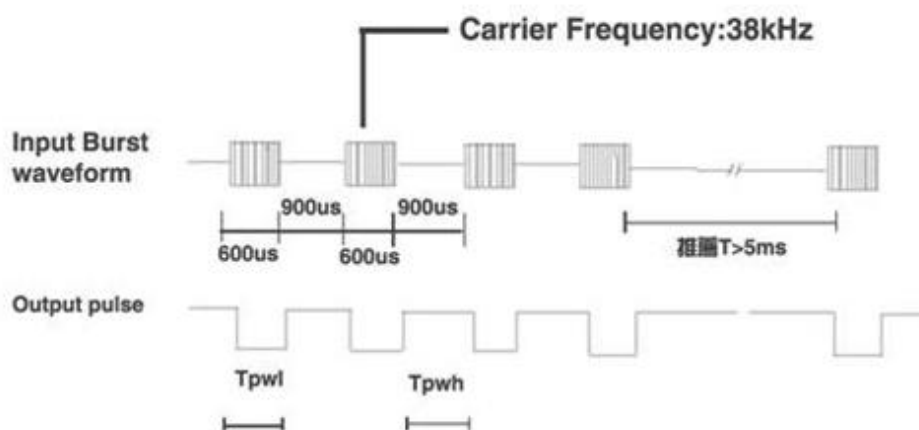 Carrier Frequency:38kHz
Input Burst
waveform
900us
900us
600us
600us
T>5ms
Output pulse
Tpwl
Tpwh